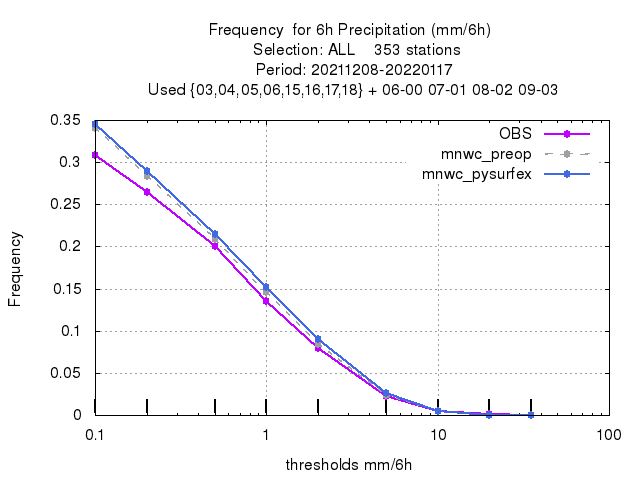 Frequency  for 6h Precipitation (mm/6h)
Selection: ALL    353 stations
Period: 20211208-20220117
Used {03,04,05,06,15,16,17,18} + 06-00 07-01 08-02 09-03
OBS
mnwc_preop
mnwc_pysurfex
0.35
0.3
0.25
0.2
0.15
0.1
0.05
0
Frequency
0.1 1 10 100
thresholds mm/6h